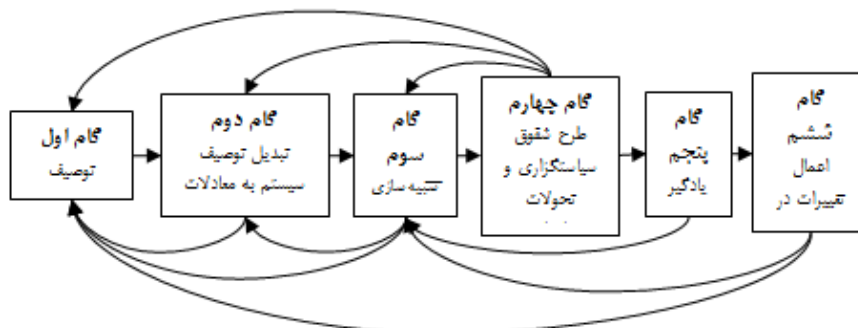 گام اول
توصیف
گام دوم
تبدیل توصیف
سیستم به معادلات
گام
سوم
شبیه سازی
گام چهارم
طرح شقوق
سیاستگزاری و
تحولات
گام
پنجم
یادگیر
گام
ششم
اعمال
تغییرات در